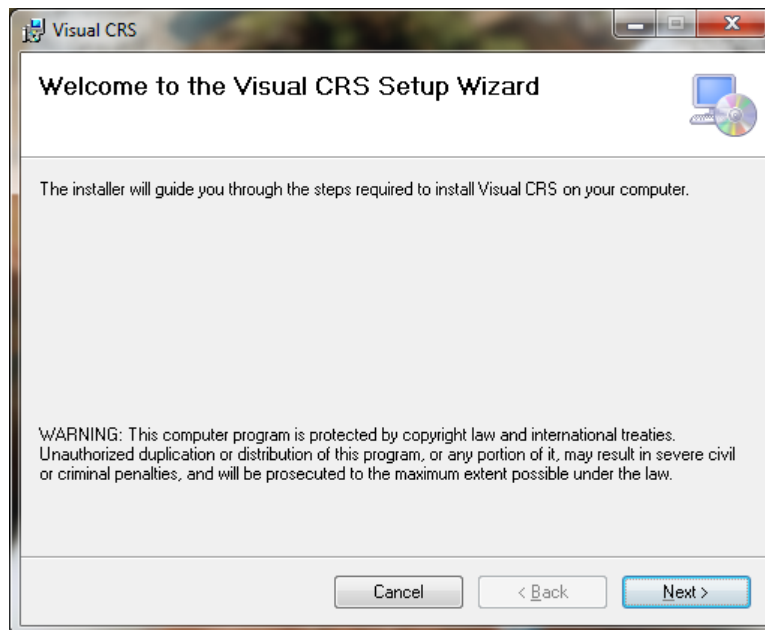 Visual CRS
Welcome to the Visual CRS Setup Wizard
The installer will guide you through the steps required to install Visual CRS on your computer.
WARNING: This computer program is protected by copyright law and international treaties.
Unauthorized duplication or distribution of this program, or any portion of it, may result in severe civil
or criminal penalties, and will be prosecuted to the maximum extent possible under the law.
Cancel < Back Next >